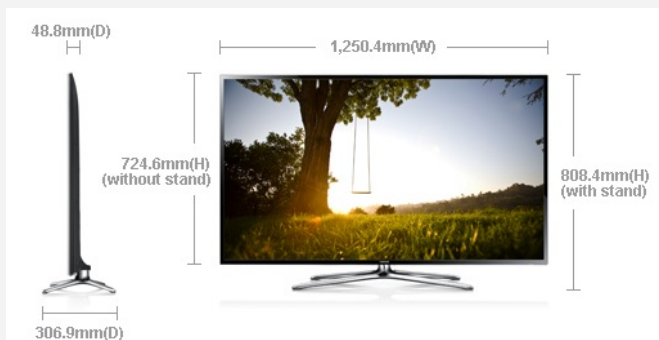 48.8mm(D)
1,250.4mm(W)
724.6mm(H)
(without stand)
808.4mm(H)
(with stand)
306.9mm(D)